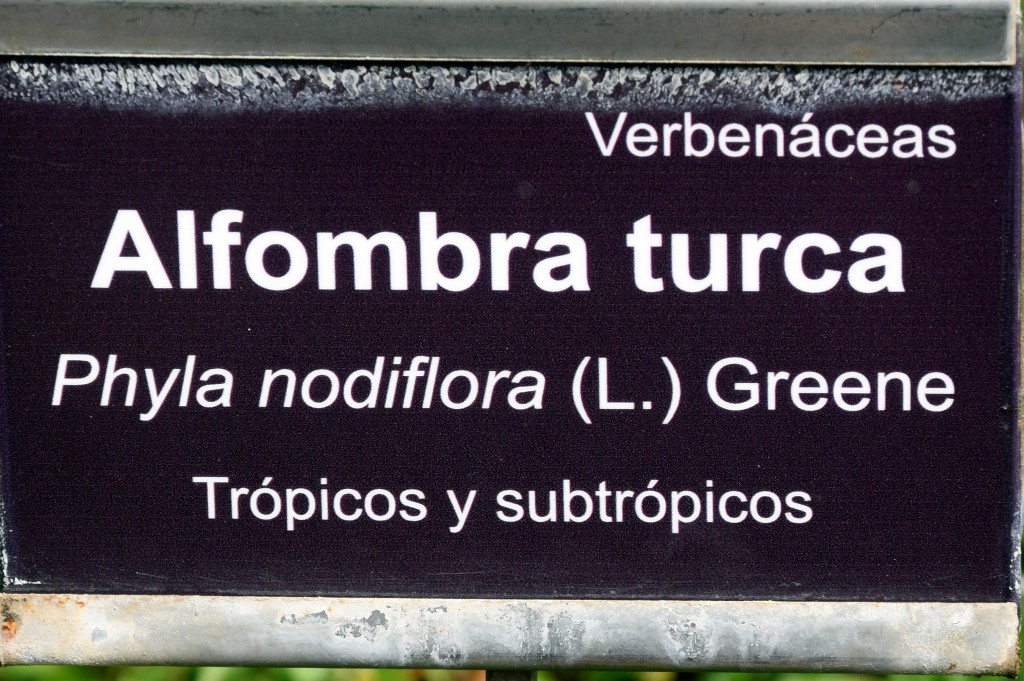 Verbenáceas
Alfombra turca
Phyla nodiflora (L.) Greene
Trópicos y subtrópicos